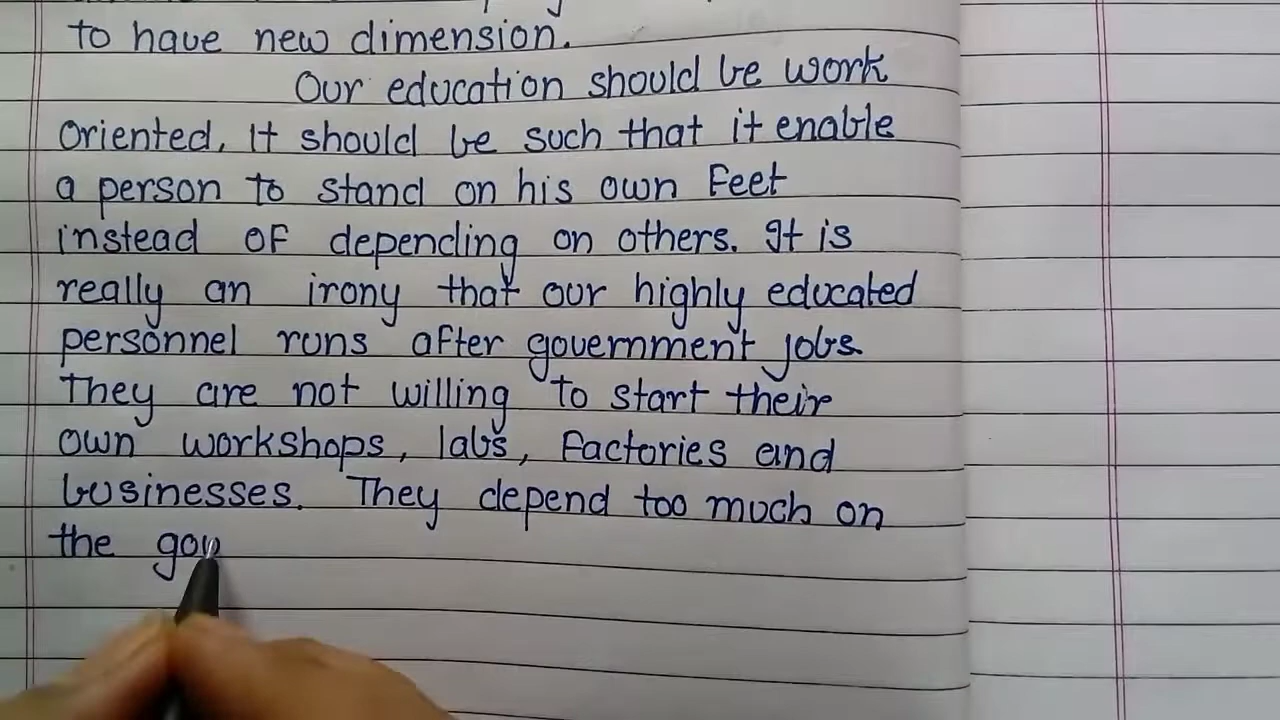 to have new dimension.
Our education should be work
oriented, It should be such that it enable
a person to stand on his own Feet
instead OF depending on others. It is
really an irony that our highly educated
personnel runs after government jobs.
They are not willing to start their
own workshops, labs, Factories and
businesses. They depend too much on
the gov